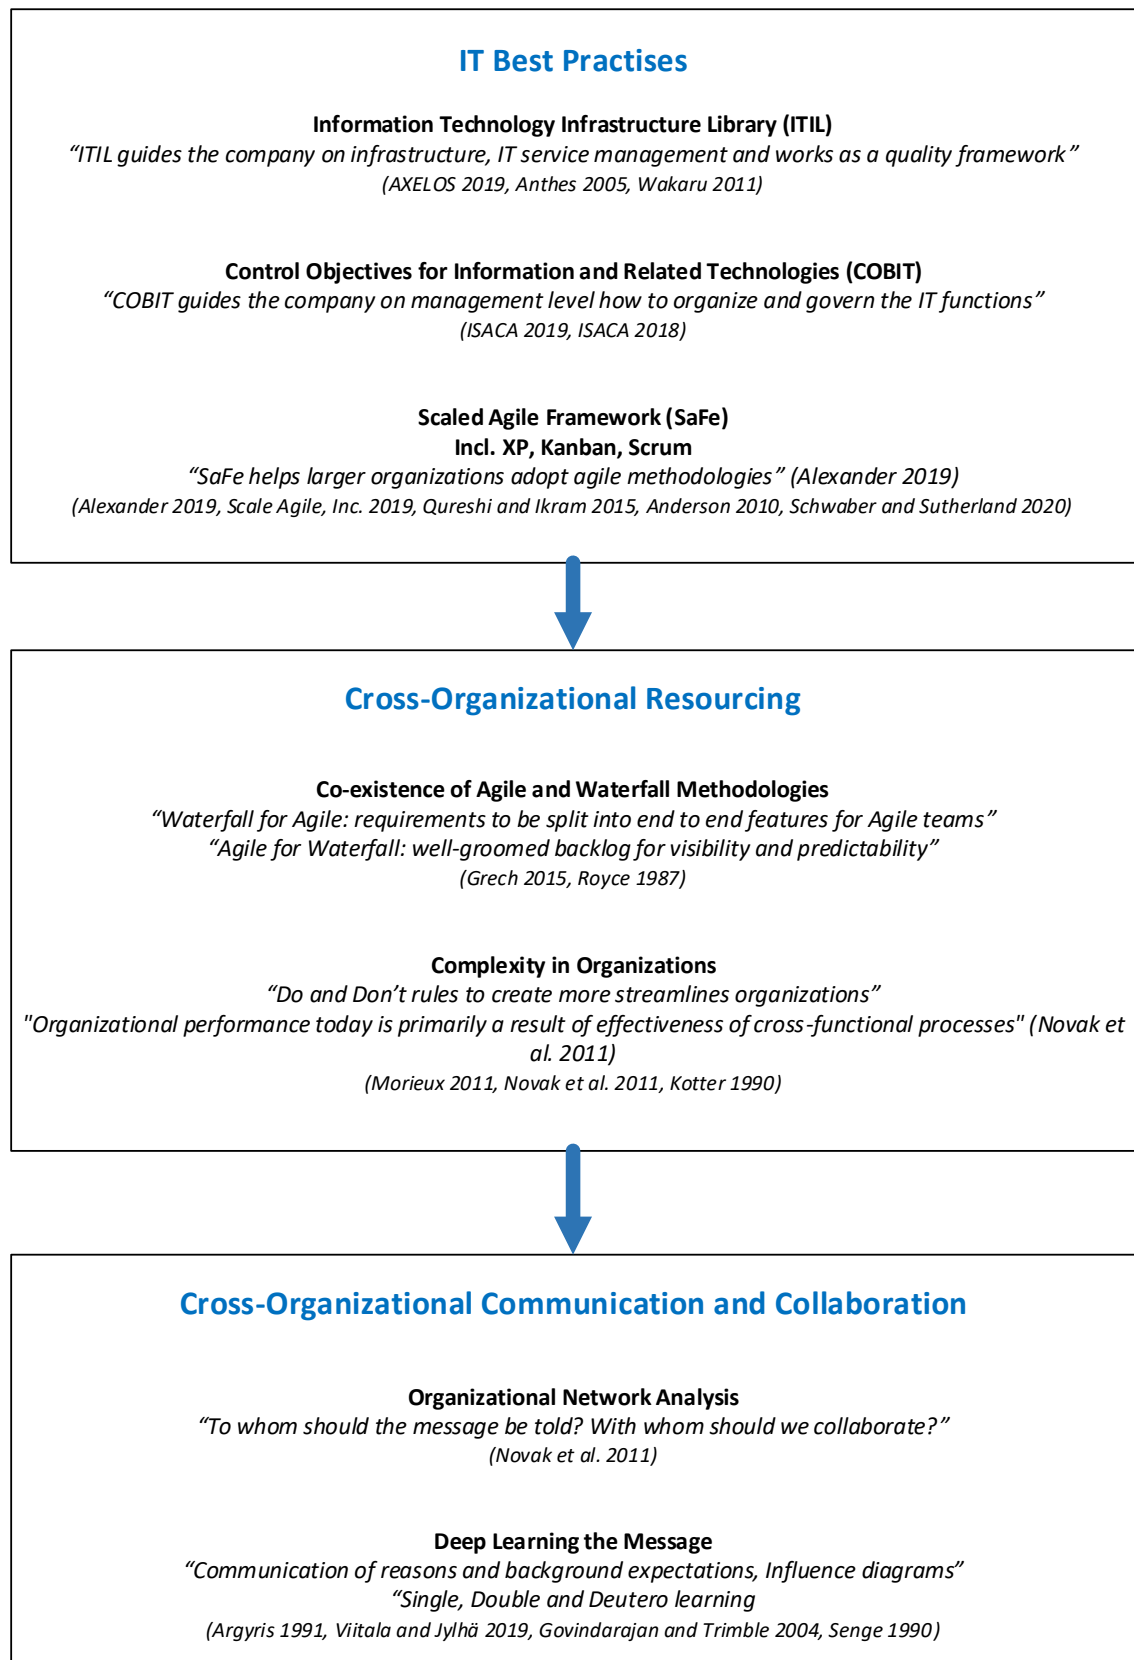 IT Best Practises
Information Technology Infrastructure Library (ITIL)
“ITIL guides the company on infrastructure, IT service management and works as a quality framework”
(AXELOS 2019, Anthes 2005, Wakaru 2011)
Control Objectives for Information and Related Technologies (COBIT)
“COBIT guides the company on management level how to organize and govern the IT functions”
(ISACA 2019, ISACA 2018)
Scaled Agile Framework (SaFe)
Incl. XP, Kanban, Scrum
“SaFe helps larger organizations adopt agile methodologies” (Alexander 2019)
(Alexander 2019, Scale Agile, Inc. 2019, Qureshi and Ikram 2015, Anderson 2010, Schwaber and Sutherland 2020)
Cross-Organizational Resourcing
Co-existence of Agile and Waterfall Methodologies
“Waterfall for Agile: requirements to be split into end to end features for Agile teams”
“Agile for Waterfall: well-groomed backlog for visibility and predictability”
(Grech 2015, Royce 1987)
Complexity in Organizations
“Do and Don’t rules to create more streamlines organizations”
"Organizational performance today is primarily a result of effectiveness of cross-functional processes" (Novak et
al. 2011)
(Morieux 2011, Novak et al. 2011, Kotter 1990)
Cross-Organizational Communication and Collaboration
Organizational Network Analysis
“To whom should the message be told? With whom should we collaborate?”
(Novak et al. 2011)
Deep Learning the Message
“Communication of reasons and background expectations, Influence diagrams”
“Single, Double and Deutero learning
(Argyris 1991, Viitala and Jylhä 2019, Govindarajan and Trimble 2004, Senge 1990)